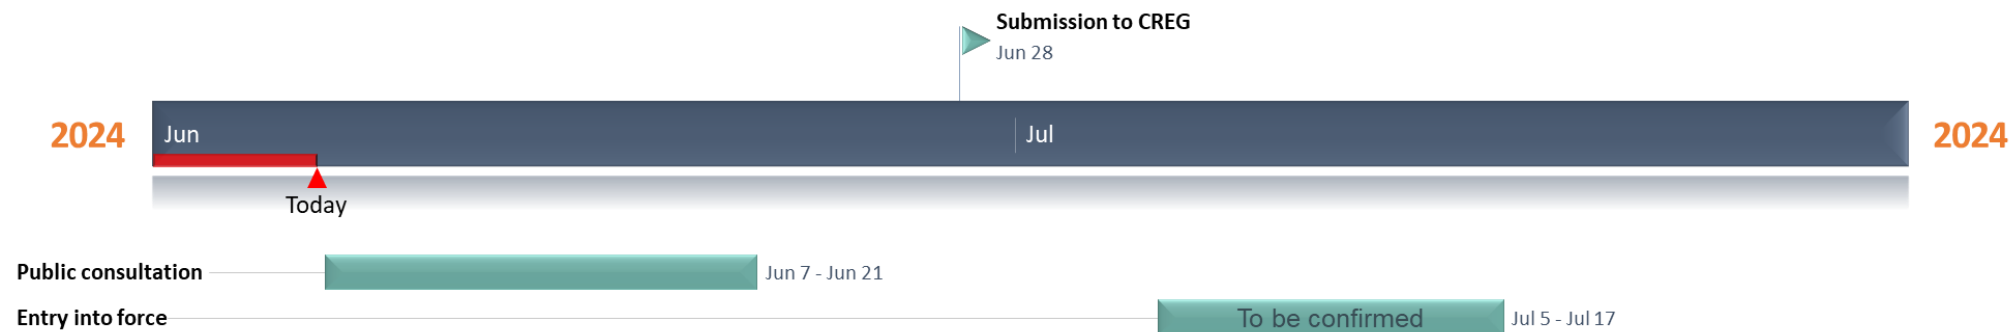 Submission to CREG
Jun 28
2024
Jun
Jul
2024
Today
Public consultation
Jun 7 - Jun 21
Entry into force
To be confirmed
Jul 5 - Jul 17